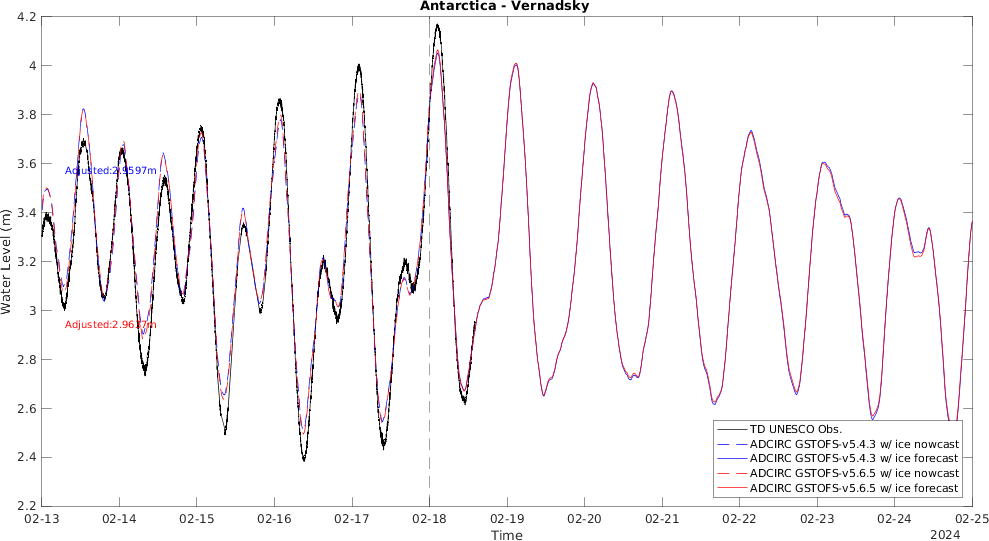 Antarctica - Vernadsky
4.2
4
3.8
3.6
3.4
3.2
3
2.8
2.6
2.4
2.2
Water Level (m)
Adjusted:2.9597m
TD UNESCO Obs.
ADCIRC GSTOFS-v5.4.3 w/ ice nowcast
ADCIRC GSTOFS-v5.4.3 w/ ice forecast
ADCIRC GSTOFS-v5.6.5 w/ ice nowcast
ADCIRC GSTOFS-v5.6.5 w/ ice forecast
02-13 02-14 02-15 02-16 02-17 02-18 02-19 02-20 02-21 02-22 02-23 02-24 02-25
Time
2024